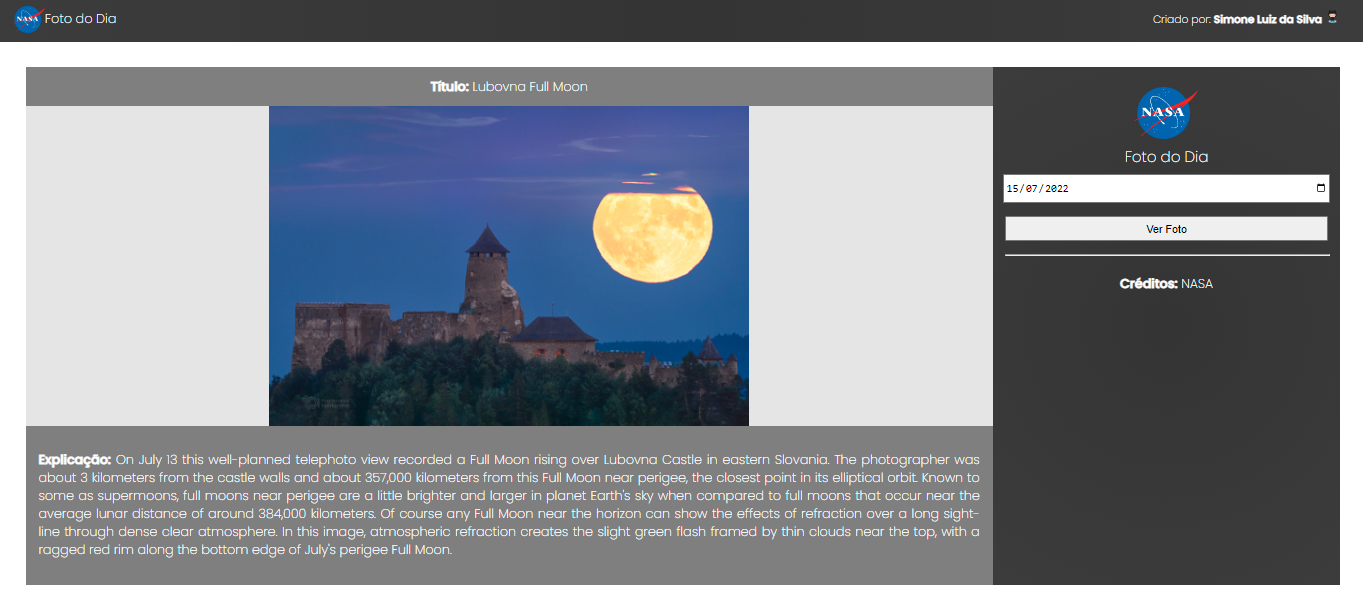 NASA Foto do Dia
Criado por: Simone Luiz da Silva
Título: Lubovna Full Moon
NASA
Foto do Dia
15/07/2022
Ver Foto
Créditos: NASA
Explicação: On July 13 this well-planned telephoto view recorded a Full Moon rising over Lubovna Castle in eastern Slovania. The photographer was
about 3 kilometers from the castle walls and about 357,000 kilometers from this Full Moon near perigee, the closest point in its elliptical orbit. Known to
some as supermoons, full moons near perigee are a little brighter and larger in planet Earth's sky when compared to full moons that occur near the
average lunar distance of around 384,000 kilometers. Of course any Full Moon near the horizon can show the effects of refraction over a long sight-
line through dense clear atmosphere. In this image, atmospheric refraction creates the slight green flash framed by thin clouds near the top, with a
ragged red rim along the bottom edge of July's perigee Full Moon.